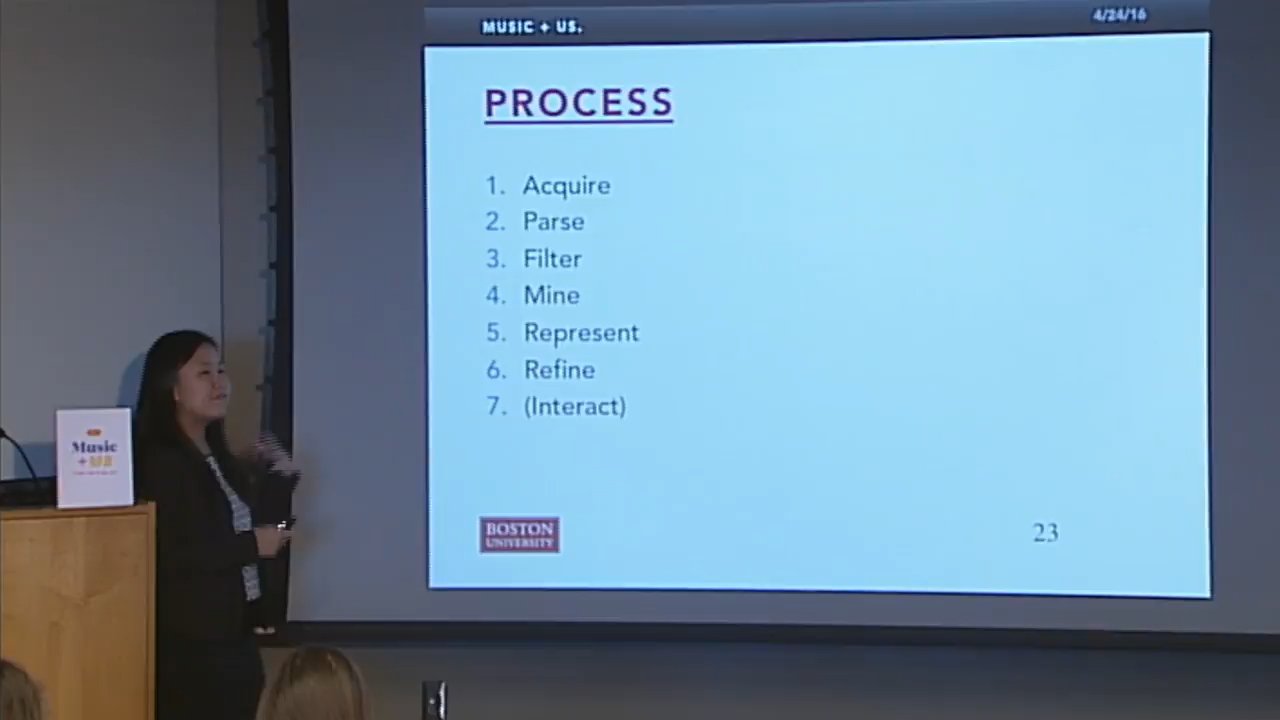 MUSIC + US.
4/24/16
PROCESS
1. Acquire
2. Parse
3. Filter
4. Mine
5. Represent
6. Refine
7. (Interact)
BOSTON
UNIVERSITY
23
Music
+ US